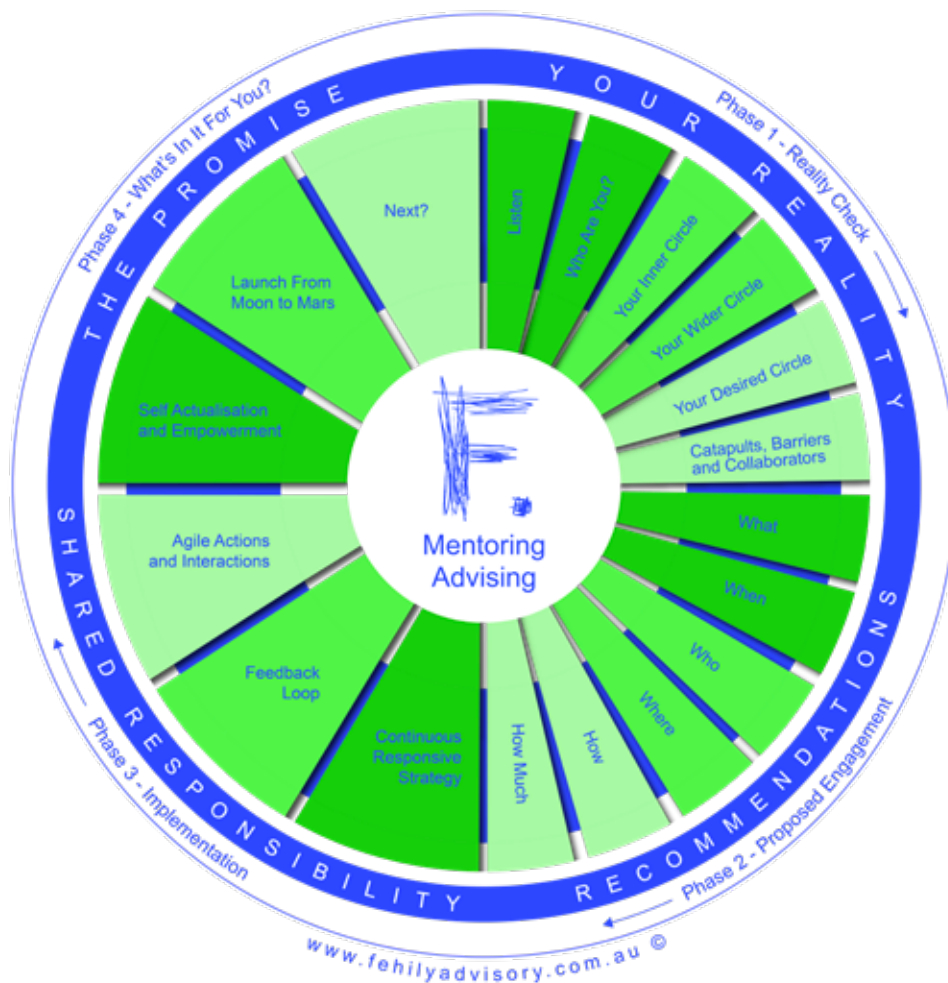 Phase 1 - Reality Check
YOUR REALITY
Listen
Who Are You?
Your Inner Circle
Your Wider Circle
Your Desired Circle
Catapults, Barriers
and Collaborators
Phase 2 - Proposed Engagement
RECOMMENDATIONS
What
When
Who
Where
How
How Much
Phase 3 - Implementation
SHARED RESPONSIBILITY
Continuous
Responsive
Strategy
Feedback
Loop
Agile Actions
and Interactions
Phase 4 - What's In It For You?
THE PROMISE
Self Actualisation
and Empowerment
Launch From
Moon to Mars
Next?
F.
Mentoring
Advising
www.fehilyadvisory.com.au ©